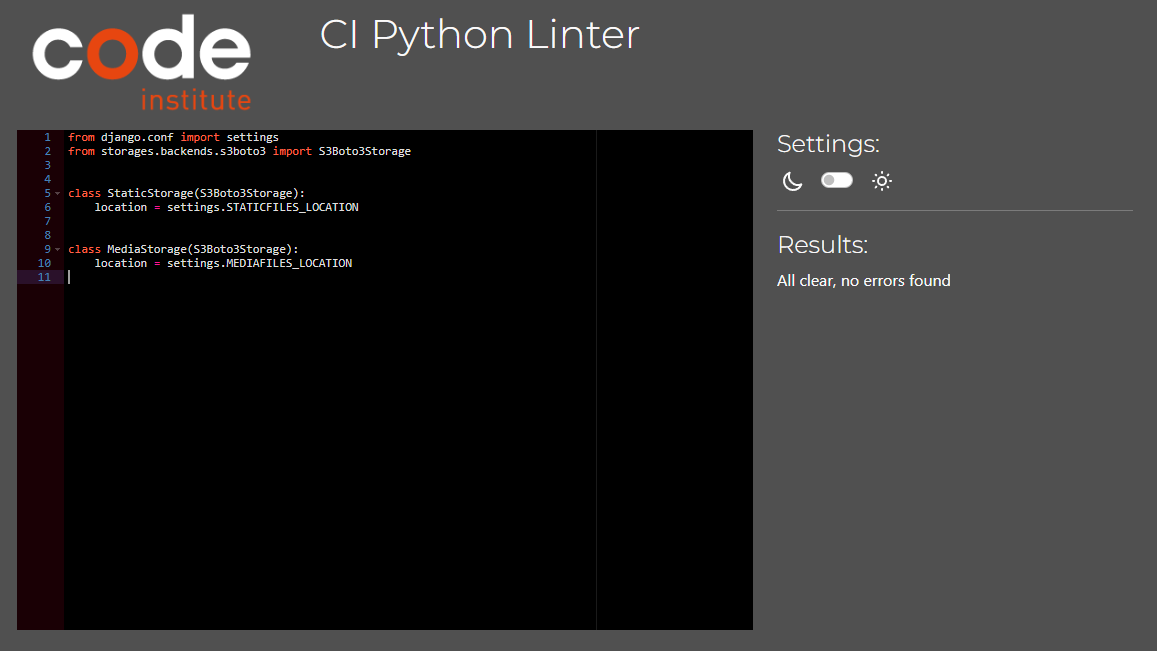 code
institute
CI Python Linter
1 from django.conf import settings
2 from storages.backends.s3boto3 import S3Boto3Storage
3
4
5 class StaticStorage(S3Boto3Storage):
6     location = settings.STATICFILES_LOCATION
7
8
9 class MediaStorage(S3Boto3Storage):
10     location = settings.MEDIAFILES_LOCATION
11
Settings:
Results:
All clear, no errors found